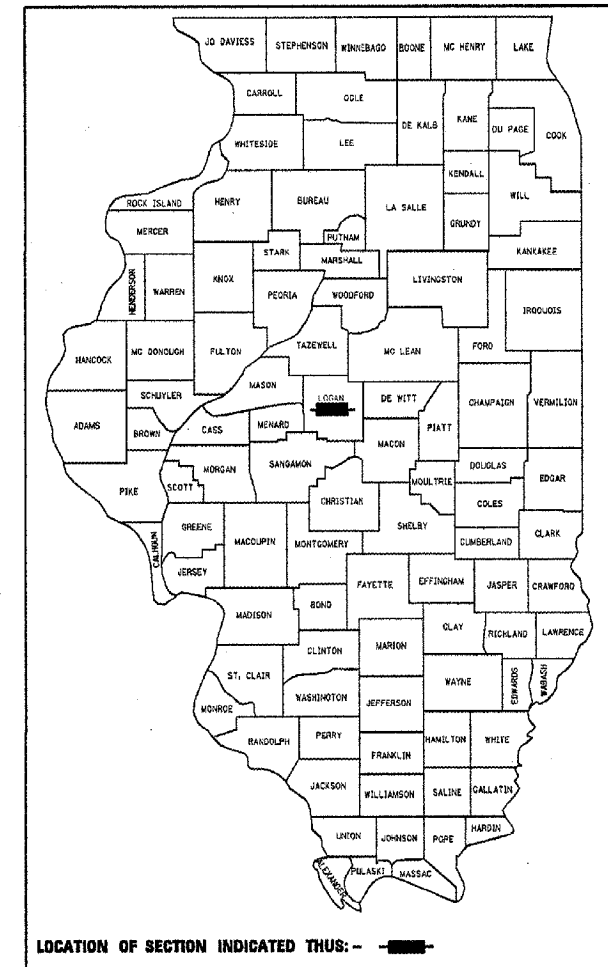 JO DAVIESS STEPHENSON WINNEBAGO BOONE MC HENRY LAKE
CARROLL OGLE
DE KALB KANE DU PAGE COOK
WHITESIDE LEE
KENDALL WILL
ROCK ISLAND HENRY BUREAU LA SALLE
MERCER PUTNAM GRUNDY
STARK MARSHALL KANKAKEE
HENDERSON WARREN KNOX PEORIA WOODFORD LIVINGSTON
IROQUOIS
HANCOCK MC DONOUGH FULTON TAZEWELL MC LEAN FORD
MASON
SCHUYLER LOGAN DE WITT CHAMPAIGN VERMILION
ADAMS BROWN CASS MENARD PIATT
MACON
MORGAN SANGAMON DOUGLAS
PIKE SCOTT CHRISTIAN MOULTRIE EDGAR
COLES
GREENE MACOUPIN MONTGOMERY SHELBY
CALHOUN CUMBERLAND CLARK
JERSEY
FAYETTE EFFINGHAM JASPER CRAWFORD
MADISON BOND
CLAY RICHLAND LAWRENCE
CLINTON MARION
ST. CLAIR
WAYNE EDWARDS WABASH
MONROE WASHINGTON JEFFERSON
RANDOLPH PERRY HAMILTON WHITE
FRANKLIN
JACKSON WILLIAMSON SALINE GALLATIN
UNION JOHNSON POPE HARDIN
ALEXANDER PULASKI MASSAC
LOCATION OF SECTION INDICATED THUS: -